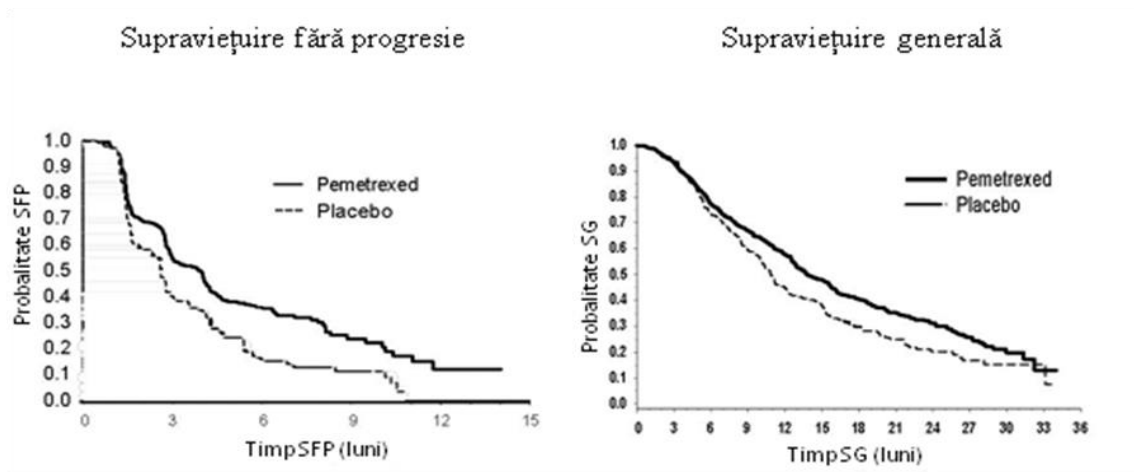 Supraviețuire fără progresie
Supraviețuire generală
1.0
0.9
0.8
0.7
0.6
0.5
0.4
0.3
0.2
0.1
0.0
Probalitate SFP
Pemetrexed
Placebo
0 3 6 9 12 15
TimpSFP (luni)
1.0
0.9
0.8
0.7
0.6
0.5
0.4
0.3
0.2
0.1
0.0
Probalitate SG
Pemetrexed
Placebo
0 3 6 9 12 15 18 21 24 27 30 33 36
TimpSG (luni)